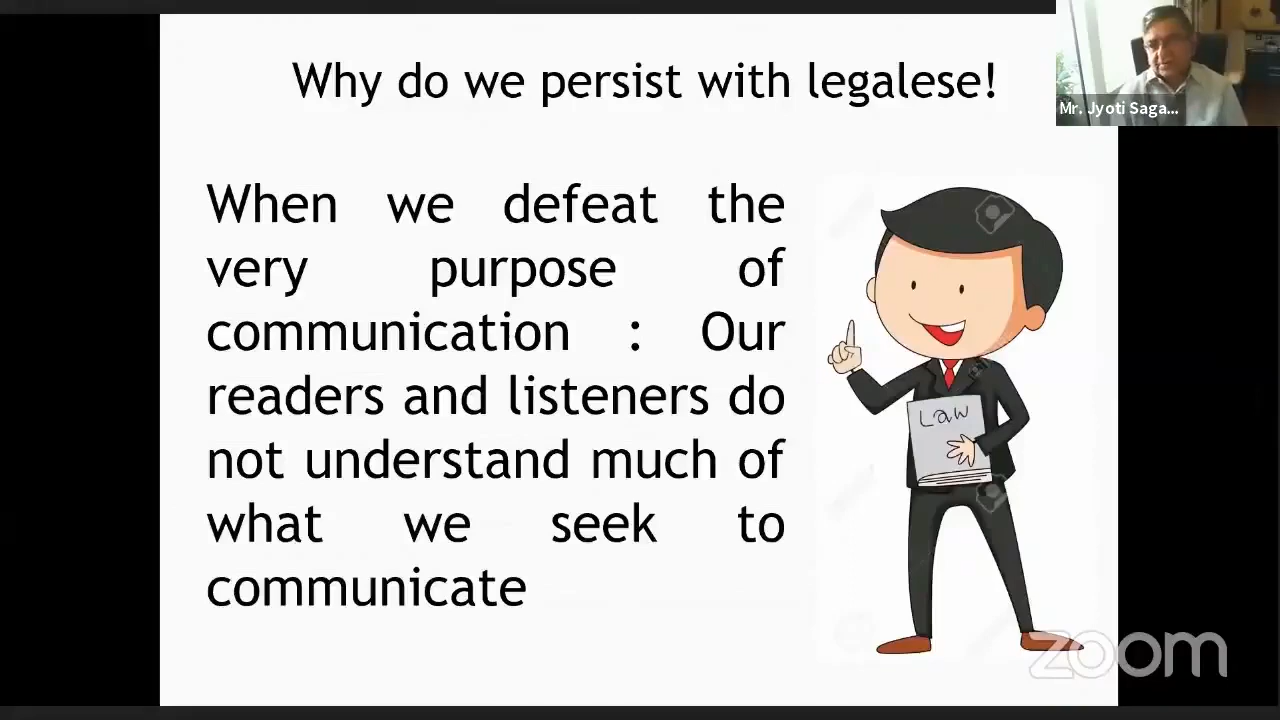 Why do we persist with legalese!
Mr. Jyoti Saga...
When we defeat the
very purpose of
communication : Our
readers and listeners do
not understand much of
what we seek to
communicate
Law
zoom